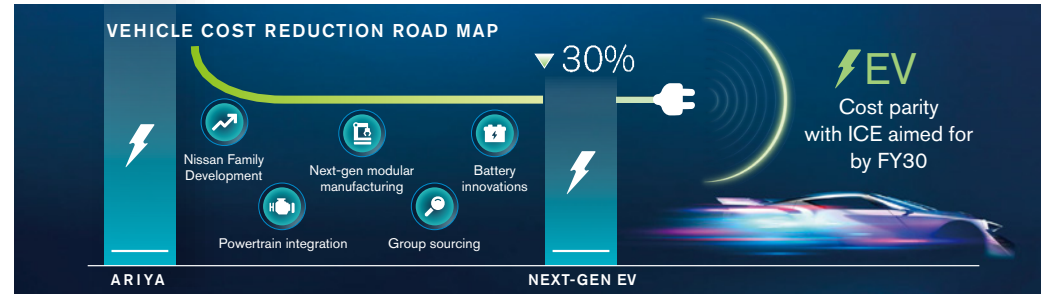 VEHICLE COST REDUCTION ROAD MAP
▼30%
EV
Cost parity
with ICE aimed for
by FY30
Nissan Family
Development
Next-gen modular
manufacturing
Battery
innovations
Powertrain integration
Group sourcing
ARIYA
NEXT-GEN EV